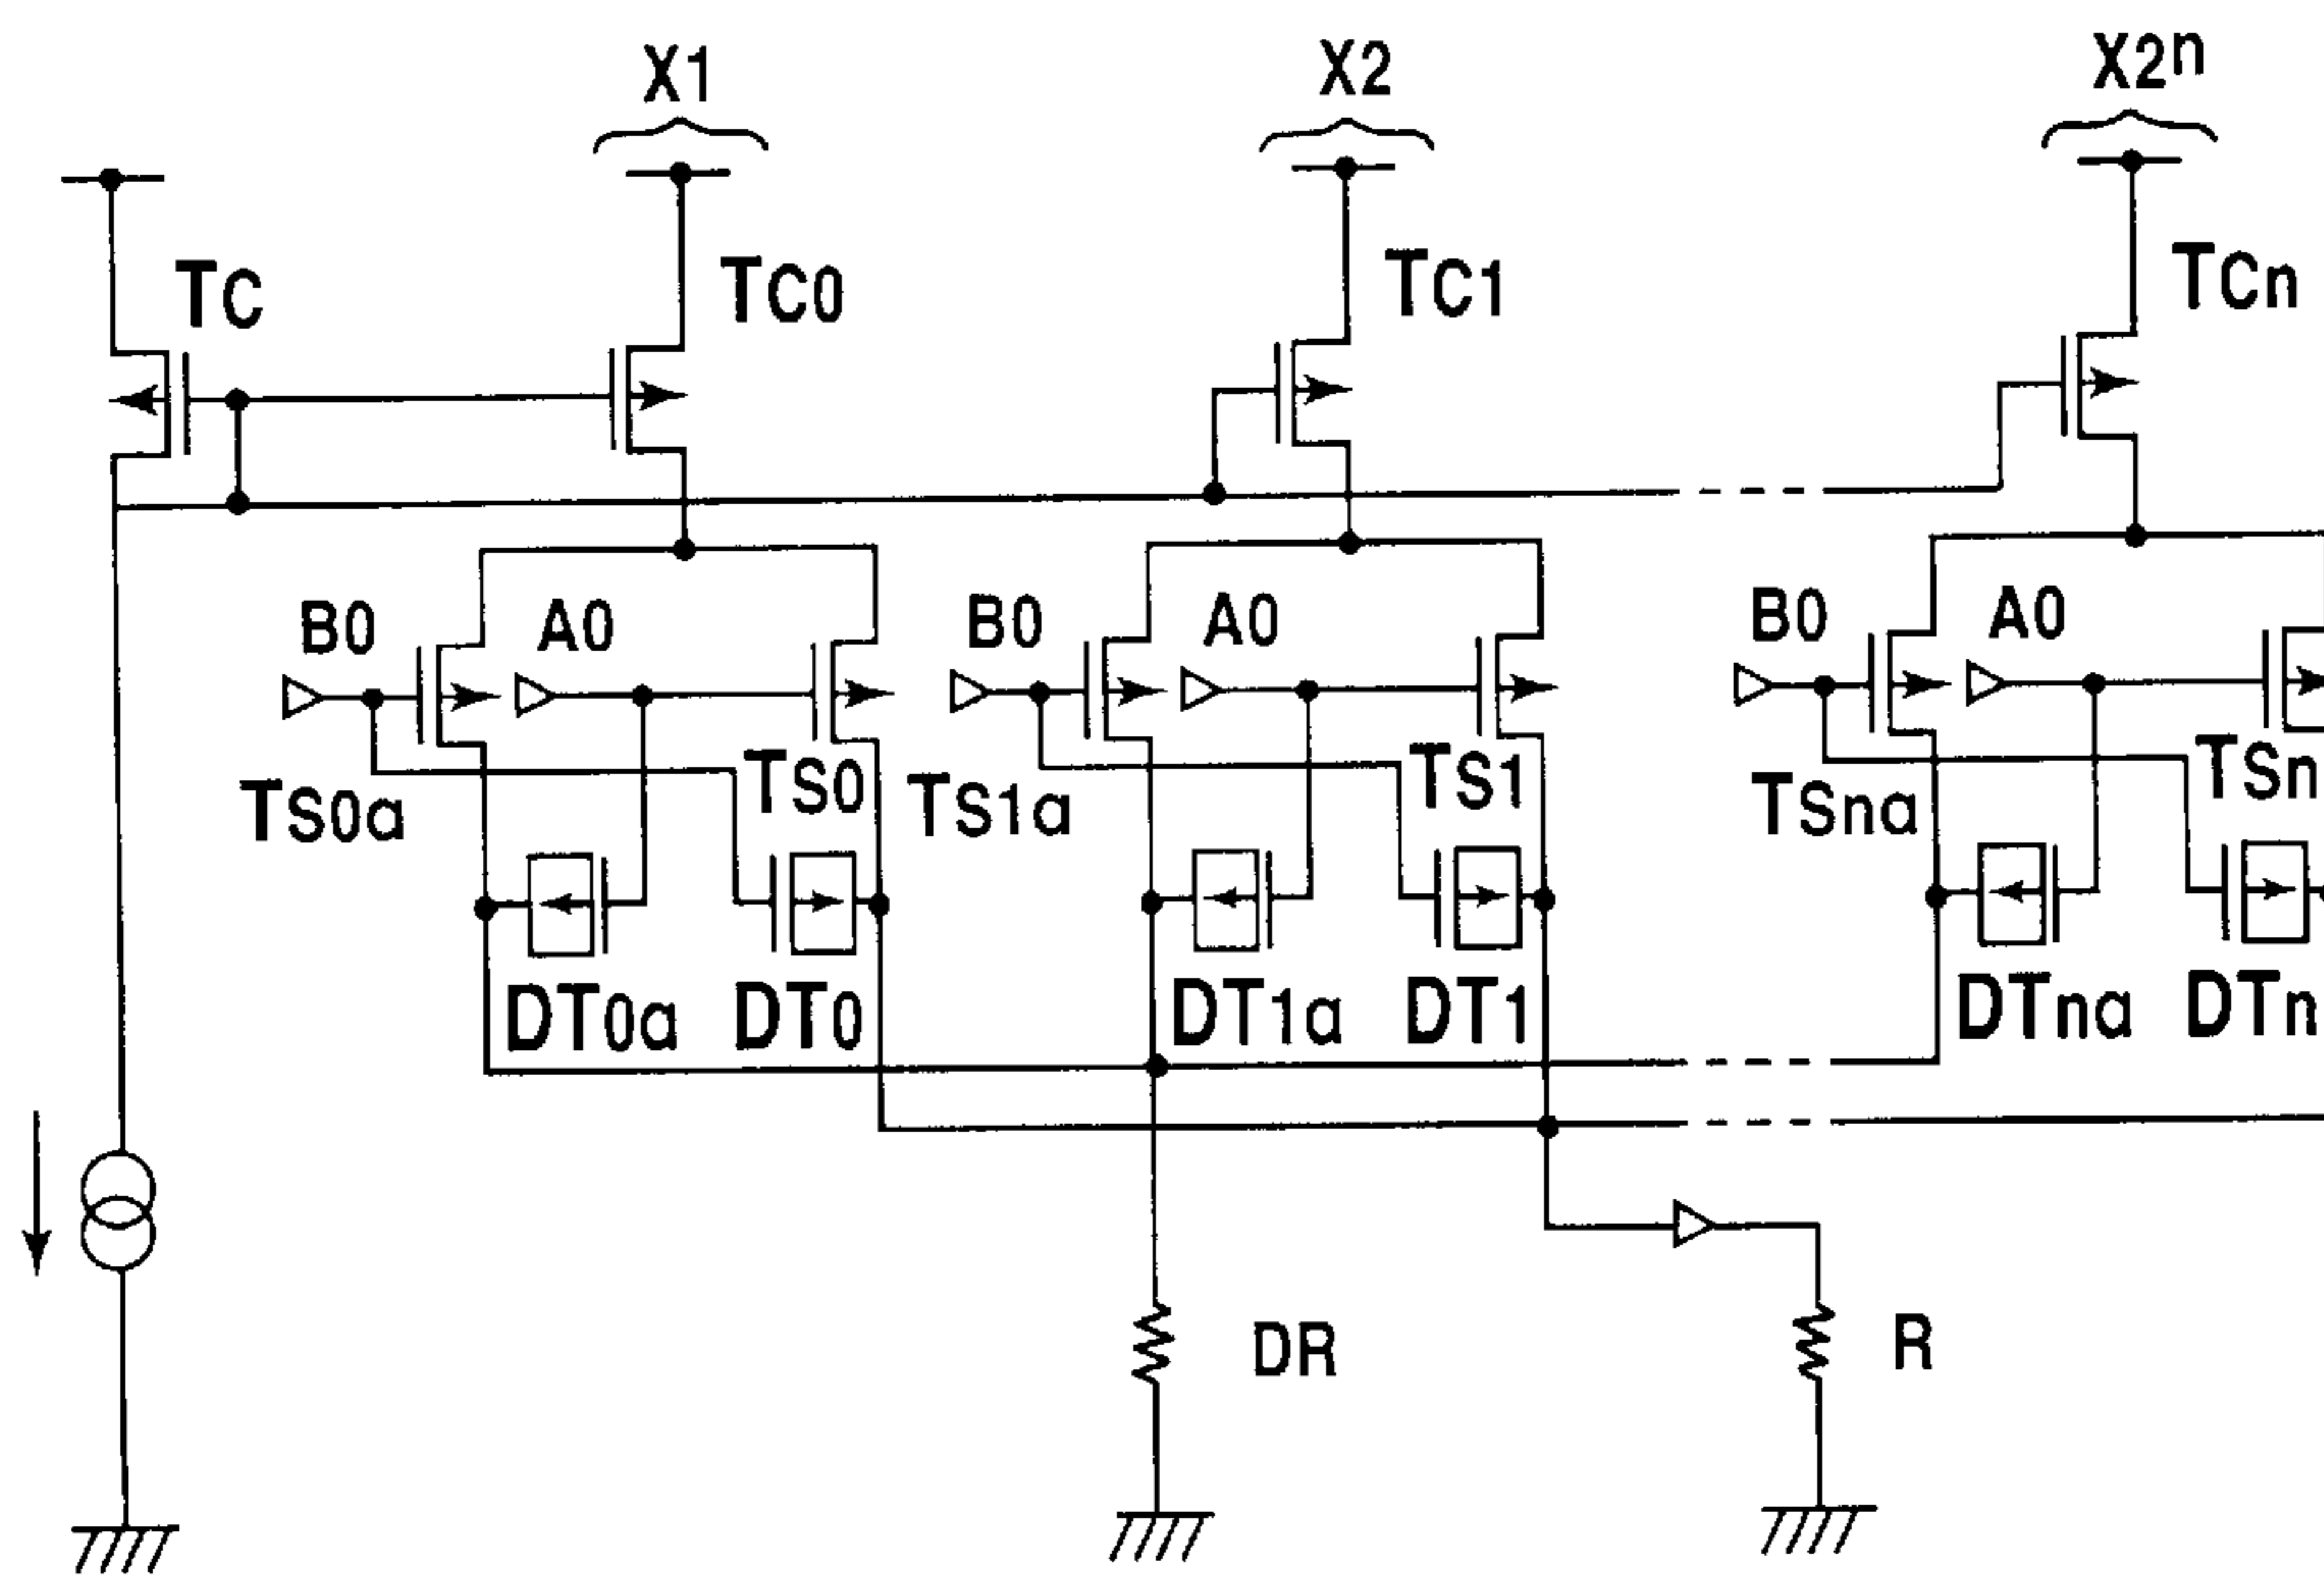 X1 X2 X2ⁿ
TC TC0 TC1 TCn
B0 A0 B0 A0 B0 A0
TS0a TS0 TS1a TS1 TSna TSn
DT0a DT0 DT1a DT1 DTna DTn
DR R